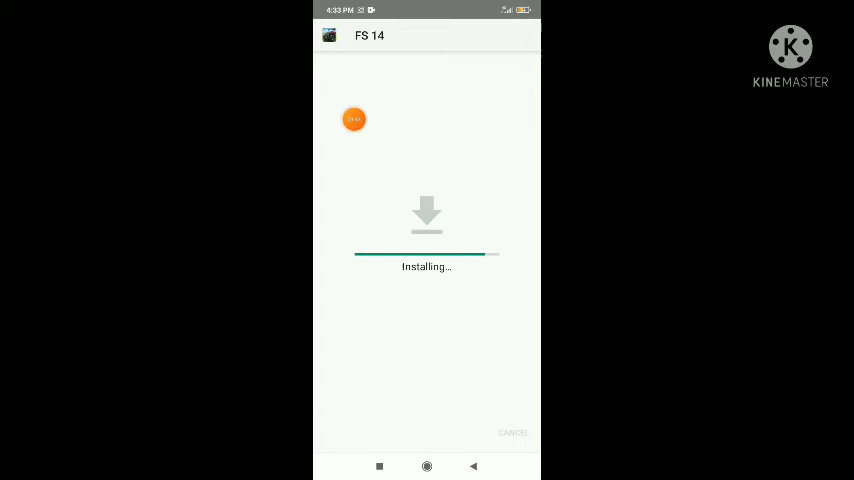 4:33 PM
FS 14
K
KINEMASTER
Installing...
CANCEL